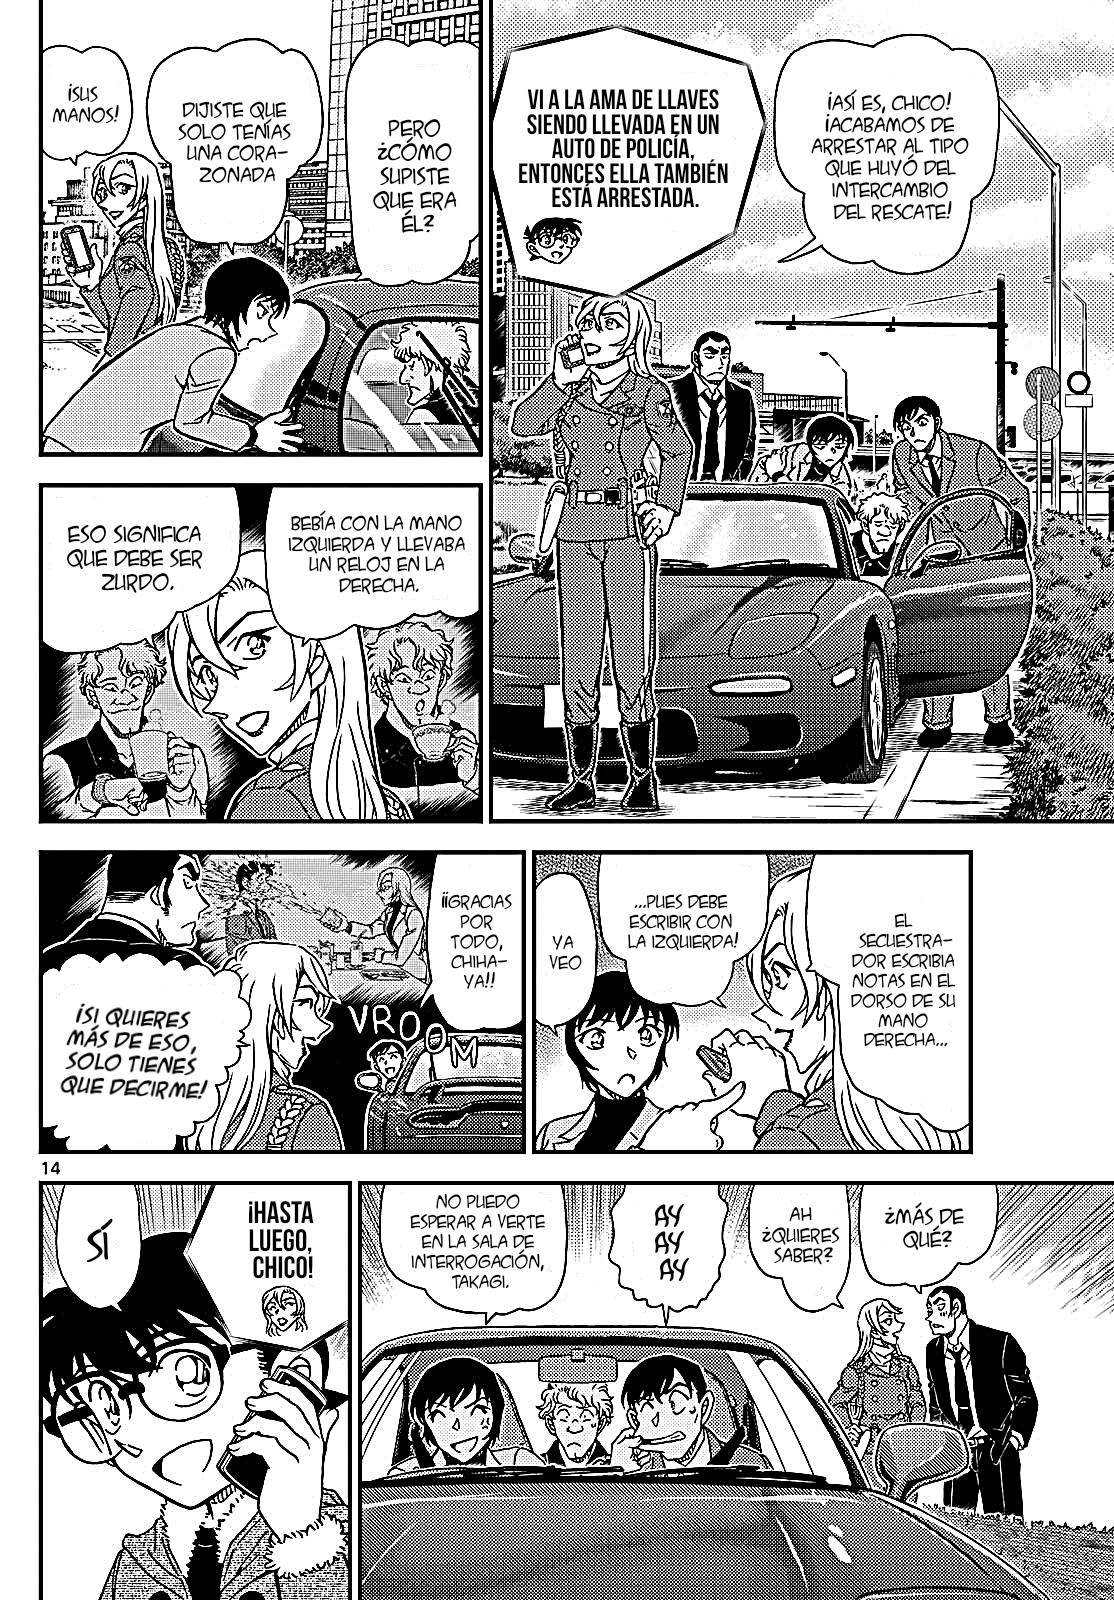 ¡ASÍ ES, CHICO!
¡ACABAMOS DE
ARRESTAR AL TIPO
QUE HUYÓ DEL
INTERCAMBIO
DEL RESCATE!
VI A LA AMA DE LLAVES
SIENDO LLEVADA EN UN
AUTO DE POLICÍA,
ENTONCES ELLA TAMBIÉN
ESTÁ ARRESTADA.
PERO
¿CÓMO
SUPISTE
QUE ERA
ÉL?
DIJISTE QUE
SOLO TENÍAS
UNA CORA-
ZONADA
¡SUS
MANOS!
BEBÍA CON LA MANO
IZQUIERDA Y LLEVABA
UN RELOJ EN LA
DERECHA.
ESO SIGNIFICA
QUE DEBE SER
ZURDO.
EL
SECUESTRA-
DOR ESCRIBIA
NOTAS EN EL
DORSO DE SU
MANO
DERECHA...
...PUES DEBE
ESCRIBIR CON
LA IZQUIERDA!
YA
VEO
¡¡GRACIAS
POR
TODO,
CHIHA-
YA!!
VROOM
¡SI QUIERES
MÁS DE ESO,
SOLO TIENES
QUE DECIRME!
14
¿MÁS DE
QUÉ?
AH
¿QUIERES
SABER?
AY
AY
AY
NO PUEDO
ESPERAR A VERTE
EN LA SALA DE
INTERROGACIÓN,
TAKAGI.
¡HASTA
LUEGO,
CHICO!
SÍ